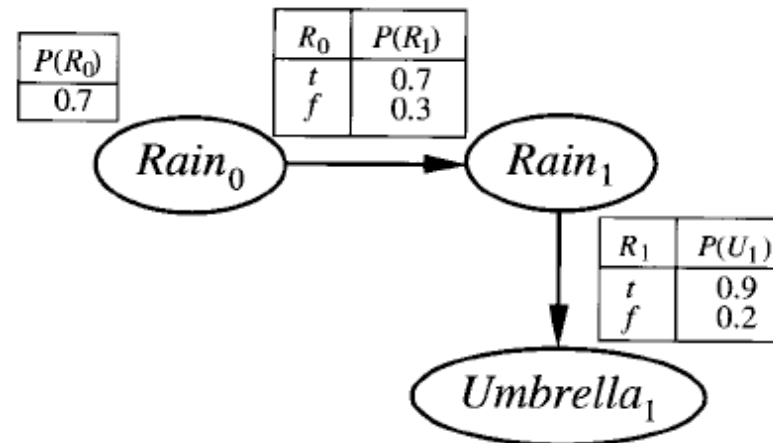 P(R₀)
0.7
R₀ P(R₁)
t 0.7
f 0.3
Rain₀
Rain₁
R₁ P(U₁)
t 0.9
f 0.2
Umbrella₁